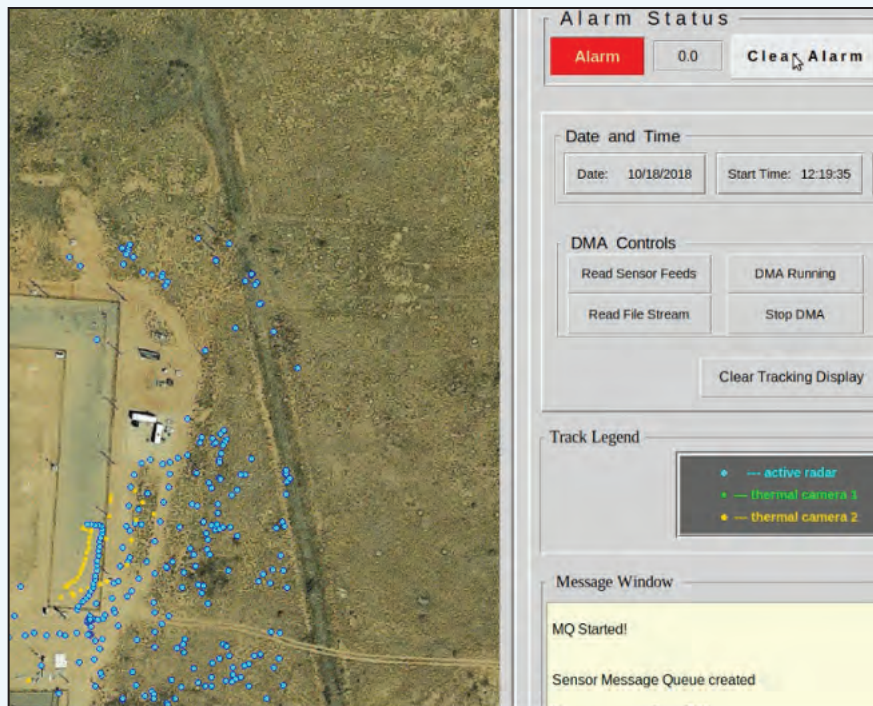 Alarm Status
Alarm
0.0
Clear Alarm
Date and Time
Date: 10/18/2018
Start Time: 12:19:35
DMA Controls
Read Sensor Feeds
DMA Running
Read File Stream
Stop DMA
Clear Tracking Display
Track Legend
--- active radar
--- thermal camera 1
--- thermal camera 2
Message Window
MQ Started!
Sensor Message Queue created